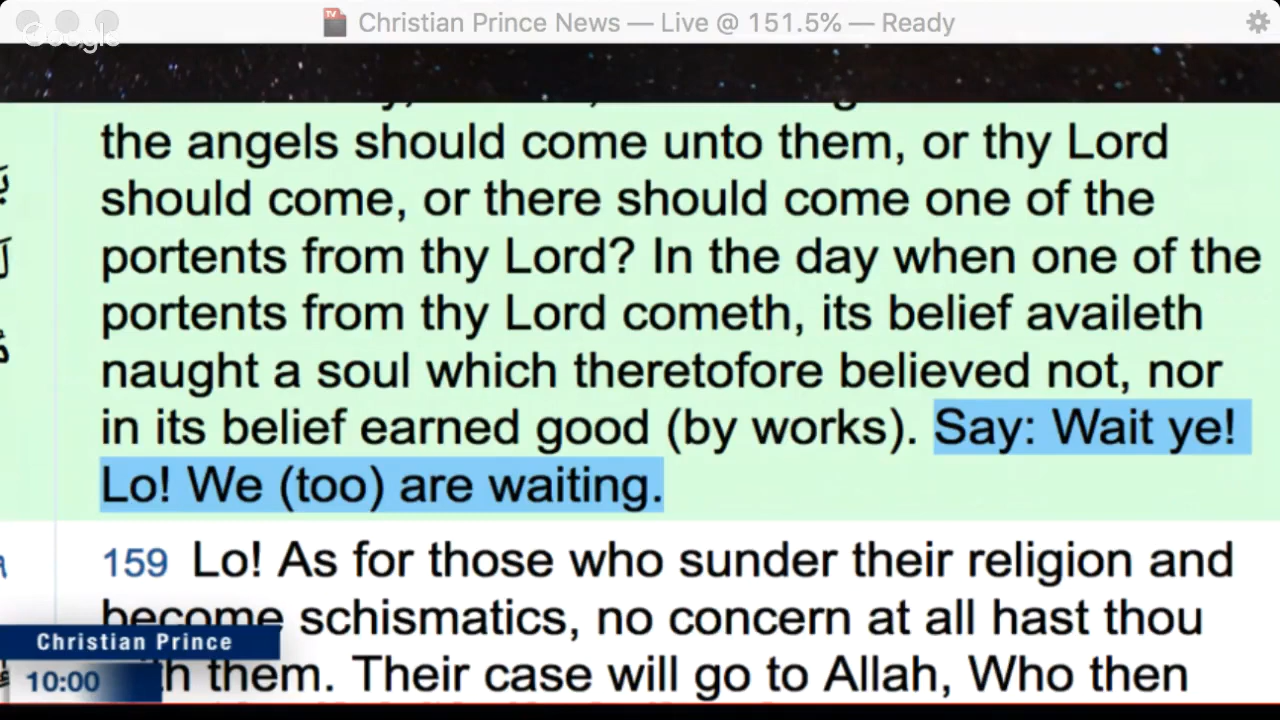 Christian Prince News — Live @ 151.5% — Ready
Google
the angels should come unto them, or thy Lord
should come, or there should come one of the
portents from thy Lord? In the day when one of the
portents from thy Lord cometh, its belief availeth
naught a soul which theretofore believed not, nor
in its belief earned good (by works). Say: Wait ye!
Lo! We (too) are waiting.
159 Lo! As for those who sunder their religion and
become schismatics, no concern at all hast thou
them. Their case will go to Allah, Who then
Christian Prince
10:00